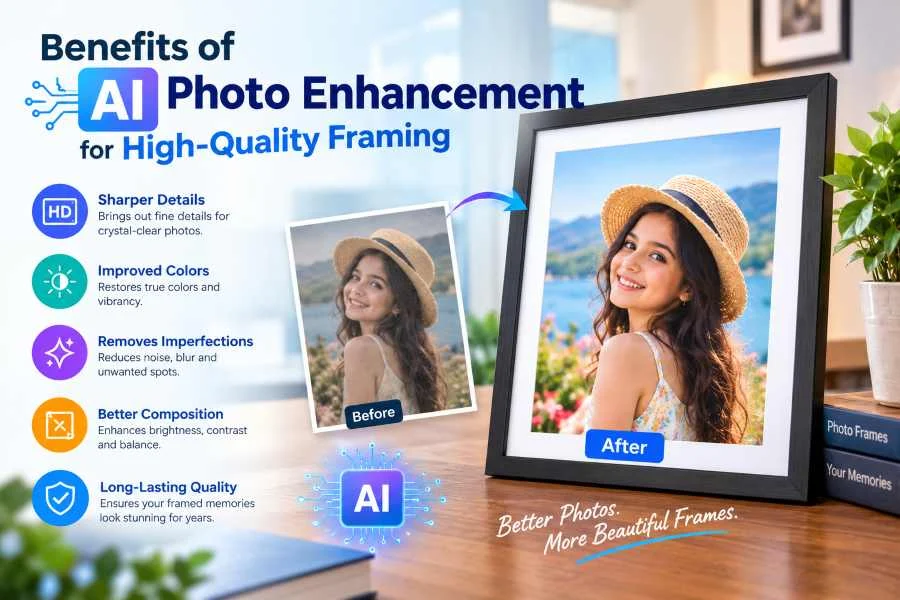 Benefits of
AI Photo Enhancement
for High-Quality Framing
HD
Sharper Details
Brings out fine details for
crystal-clear photos.
Improved Colors
Restores true colors and
vibrancy.
Removes Imperfections
Reduces noise, blur and
unwanted spots.
Better Composition
Enhances brightness, contrast
and balance.
Long-Lasting Quality
Ensures your framed memories
look stunning for years.
Before
AI
After
Better Photos.
More Beautiful Frames.
Photo Frames
Your Memories